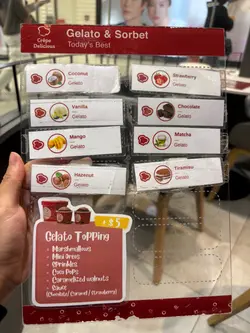 Crêpe
Delicious
Gelato & Sorbet
Today's Best
Coconut
Gelato
Strawberry
Gelato
Vanilla
Gelato
Chocolate
Gelato
Mango
Gelato
Matcha
Gelato
Hazelnut
Gelato
Tiramisu
Gelato
$5
Gelato Topping
• Marshmallows
• Mini Oreos
• Sprinkles
• Coco Pops
• Caramelized walnuts
• Sauce
(Chocolate/ Caramel / Strawberry)